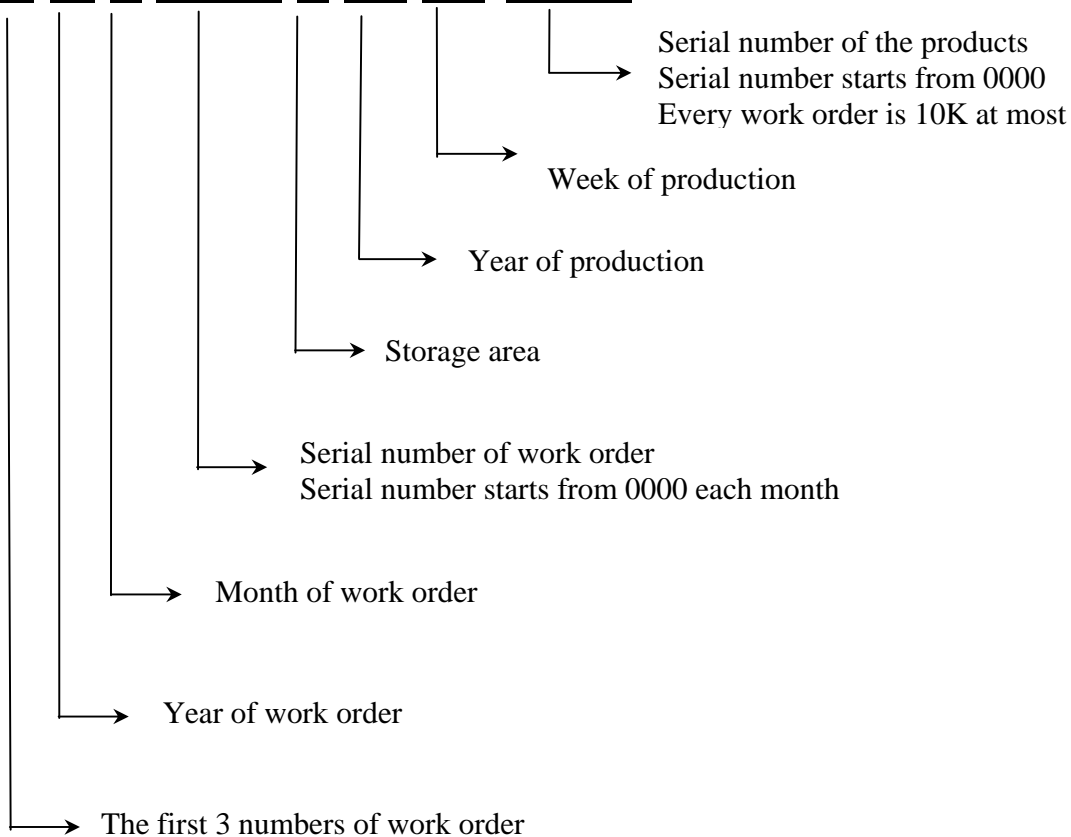 Serial number of the products
Serial number starts from 0000
Every work order is 10K at most
Week of production
Year of production
Storage area
Serial number of work order
Serial number starts from 0000 each month
Month of work order
Year of work order
The first 3 numbers of work order